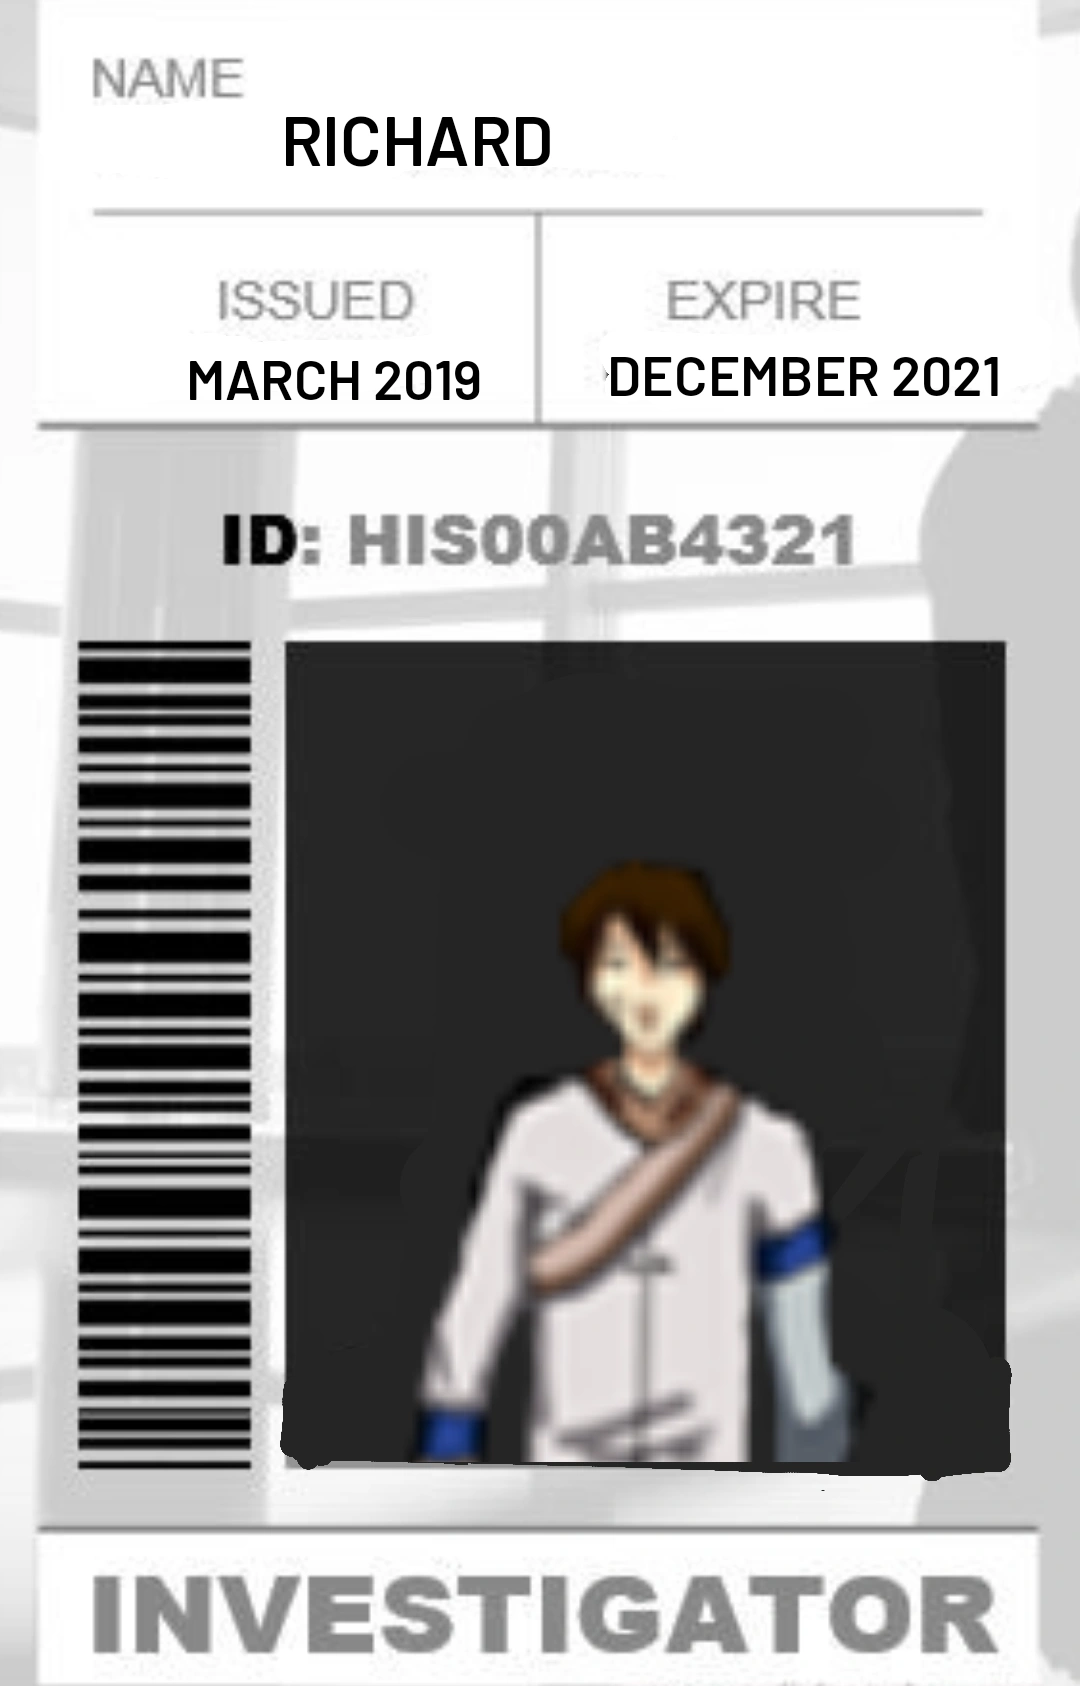 NAME
RICHARD
ISSUED
EXPIRE
MARCH 2019
DECEMBER 2021
ID: HIS00AB4321
INVESTIGATOR